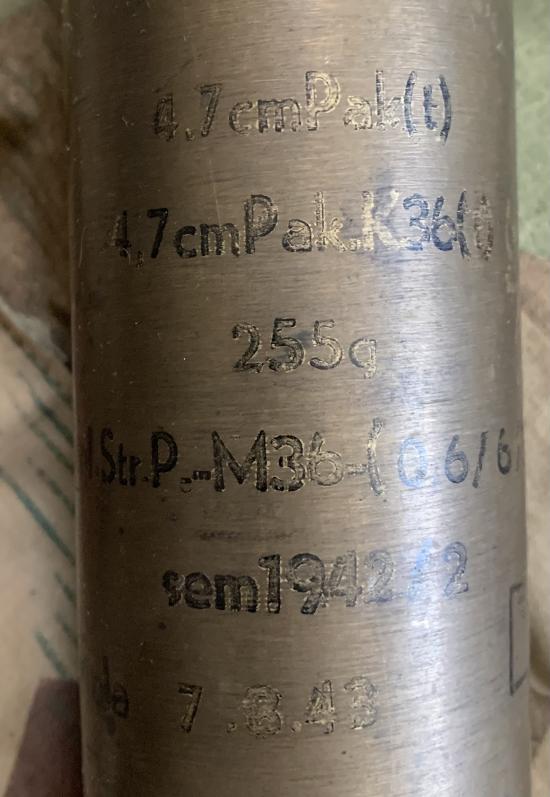 4.7cmPak(t)
4,7cmPak.K36(t)
255g
Str.P.-M36-(0.6/6
sem1942/2
7.8.43